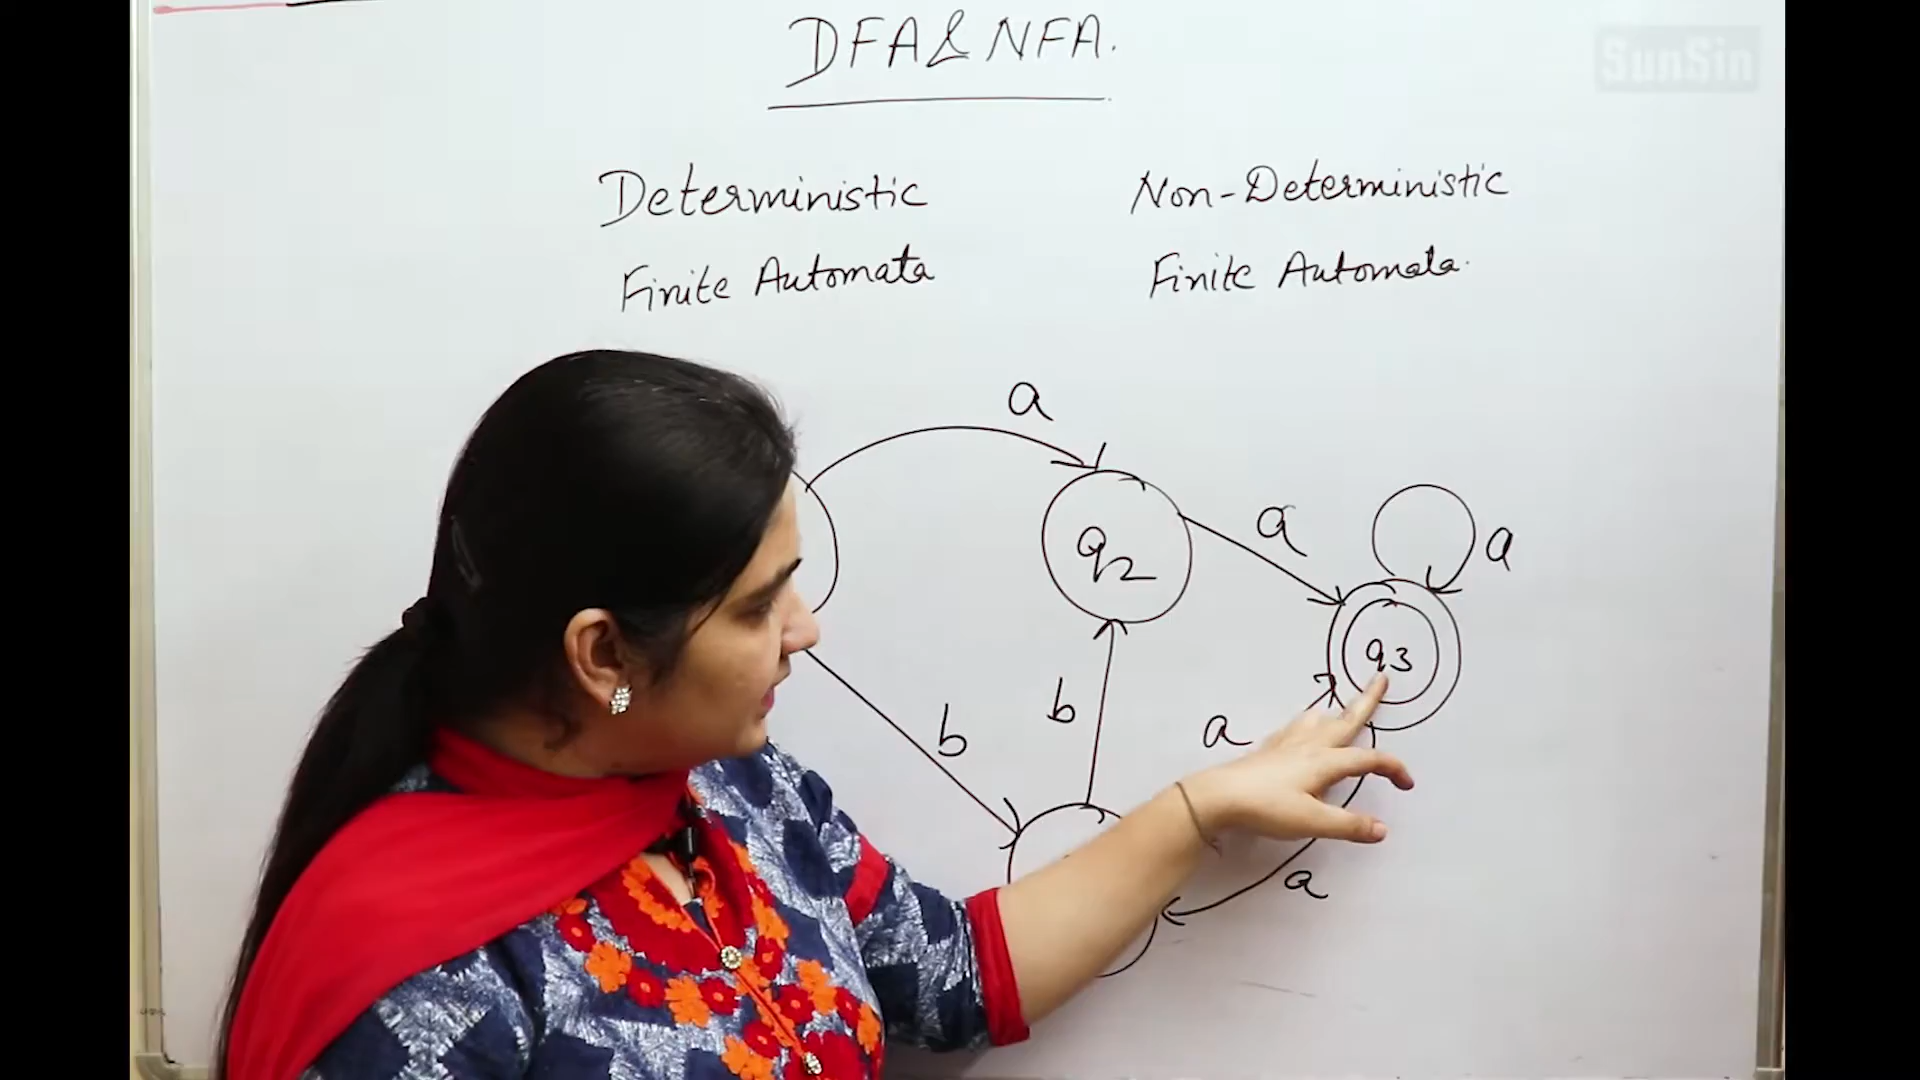 DFA & NFA.
SunSin
Deterministic
Finite Automata
Non-Deterministic
Finite Automata.
a
q2
a
a
q3
b
b
a
a